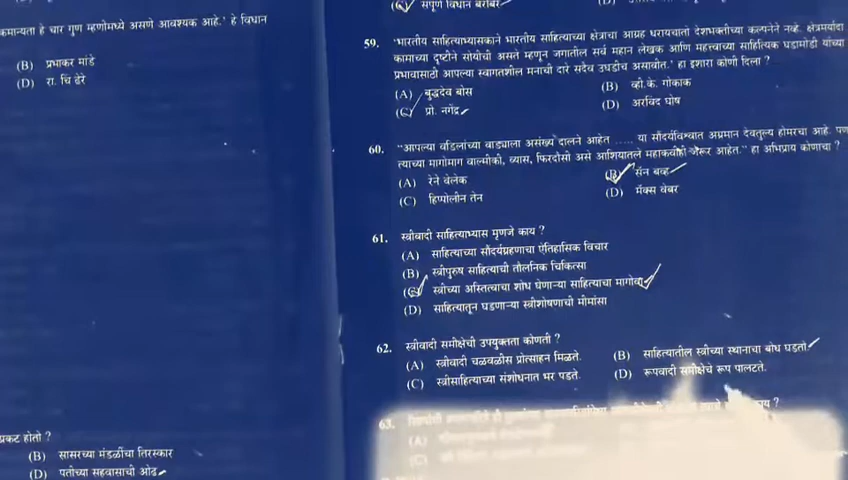 कमान्यता हे चार गुण म्हणींमध्ये असणे आवश्यक आहे.' हे विधान
(B) प्रभाकर मांडे
(D) रा. चिं ढेरे
प्रकट होतो ?
(B) सासरच्या मंडळींचा तिरस्कार
(D) पतीच्या सहवासाची ओढ
संपूर्ण विधान बरोबर
(D)
59. 'भारतीय साहित्याभ्यासकाने भारतीय साहित्याच्या क्षेत्राचा आग्रह धरायचातो देशभक्तीच्या कल्पनेने नव्हे. क्षेत्रमर्यादा
कामाच्या दृष्टीने सोयीची असते म्हणून जगातील सर्व महान लेखक आणि महत्त्वाच्या साहित्यिक घडामोडी यांच्या
प्रभावासाठी आपल्या स्वागतशील मनाची दारे सदैव उघडीच असावीत.' हा इशारा कोणी दिला ?
(A) बुद्धदेव बोस
(B) व्ही.के. गोकाक
(C) प्रो. नगेंद्र
(D) अरविंद घोष
60. "आपल्या वडिलांच्या वाड्याला असंख्य दालने आहेत ..... या सौंदर्यविश्वात अग्रमान देवतुल्य होमरचा आहे. पण
त्याच्या मागोमाग वाल्मीकी, व्यास, फिरदौसी असे आशियातले महाकवीही जरूर आहेत." हा अभिप्राय कोणाचा ?
(A) रेने वेलेक
(B) सँन बव्ह
(C) हिप्पोलीन तेन
(D) मॅक्स वेबर
61. स्त्रीवादी साहित्याभ्यास म्हणजे काय ?
(A) साहित्याच्या सौंदर्यग्रहणाचा ऐतिहासिक विचार
(B) स्त्रीपुरुष साहित्याची तौलनिक चिकित्सा
(C) स्त्रीच्या अस्तित्वाचा शोध घेणाऱ्या साहित्याचा मागोवा
(D) साहित्यातून घडणाऱ्या स्त्रीशोषणाची मीमांसा
62. स्त्रीवादी समीक्षेची उपयुक्तता कोणती ?
(A) स्त्रीवादी चळवळीस प्रोत्साहन मिळते.
(B) साहित्यातील स्त्रीच्या स्थानाचा बोध घडतो.
(C) स्त्रीसाहित्याच्या संशोधनात भर पडते.
(D) रूपवादी समीक्षेचे रूप पालटते.
63.